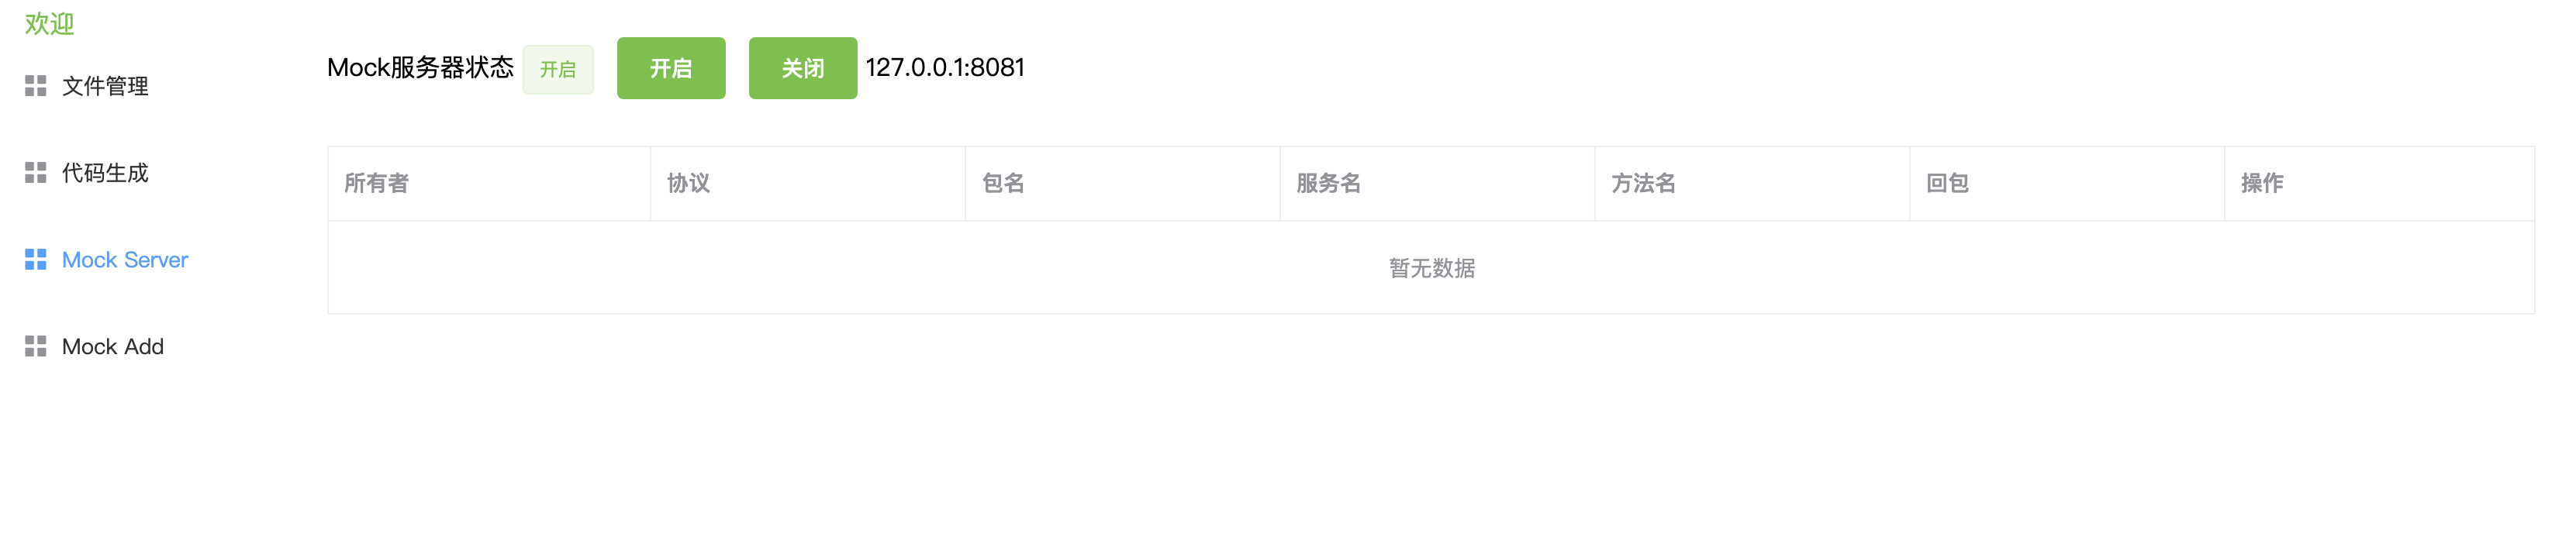 欢迎
文件管理
代码生成
Mock Server
Mock Add
Mock服务器状态 开启 开启 关闭 127.0.0.1:8081
所有者 协议 包名 服务名 方法名 回包 操作
暂无数据